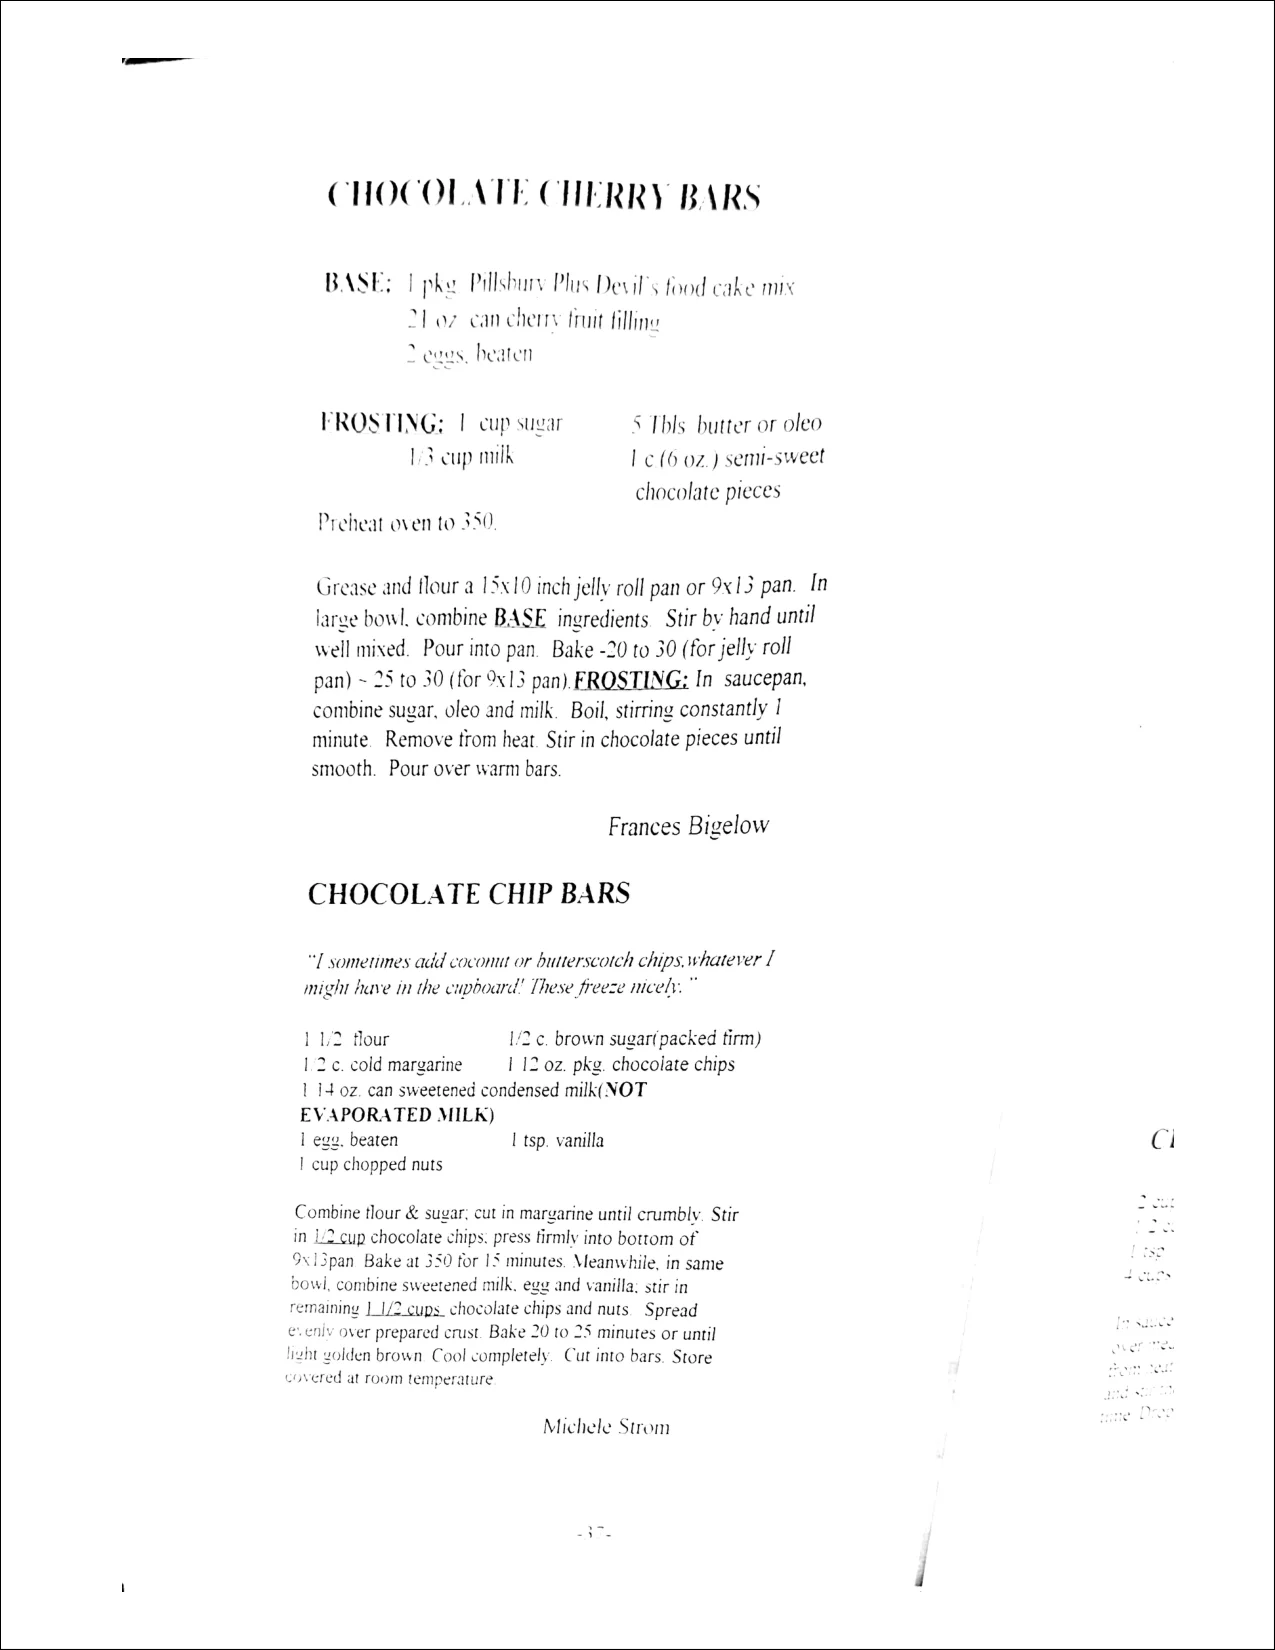 CHOCOLATE CHERRY BARS
BASE: 1 pkg Pillsbury Plus Devil's food cake mix
21 oz can cherry fruit filling
2 eggs, beaten
FROSTING: 1 cup sugar 5 Tbls butter or oleo
1/3 cup milk 1 c (6 oz.) semi-sweet
chocolate pieces
Preheat oven to 350.
Grease and flour a 15x10 inch jelly roll pan or 9x13 pan. In
large bowl, combine BASE ingredients. Stir by hand until
well mixed. Pour into pan. Bake -20 to 30 (for jelly roll
pan) - 25 to 30 (for 9x13 pan). FROSTING: In saucepan,
combine sugar, oleo and milk. Boil, stirring constantly 1
minute. Remove from heat. Stir in chocolate pieces until
smooth. Pour over warm bars.
Frances Bigelow
CHOCOLATE CHIP BARS
"I sometimes add coconut or butterscotch chips, whatever I
might have in the cupboard! These freeze nicely."
1 1/2 flour 1/2 c. brown sugar(packed firm)
1 2 c. cold margarine 1 12 oz. pkg. chocolate chips
1 14 oz. can sweetened condensed milk(NOT
EVAPORATED MILK)
1 egg, beaten 1 tsp. vanilla
1 cup chopped nuts
Combine flour & sugar; cut in margarine until crumbly. Stir
in 1/2 cup chocolate chips; press firmly into bottom of
9x13pan Bake at 350 for 15 minutes. Meanwhile, in same
bowl, combine sweetened milk, egg and vanilla; stir in
remaining 1 1/2 cups chocolate chips and nuts. Spread
evenly over prepared crust. Bake 20 to 25 minutes or until
light golden brown. Cool completely. Cut into bars. Store
covered at room temperature.
Michele Strom
-37-
1 tsp
4 cups
In sauce
from heat
time Drop